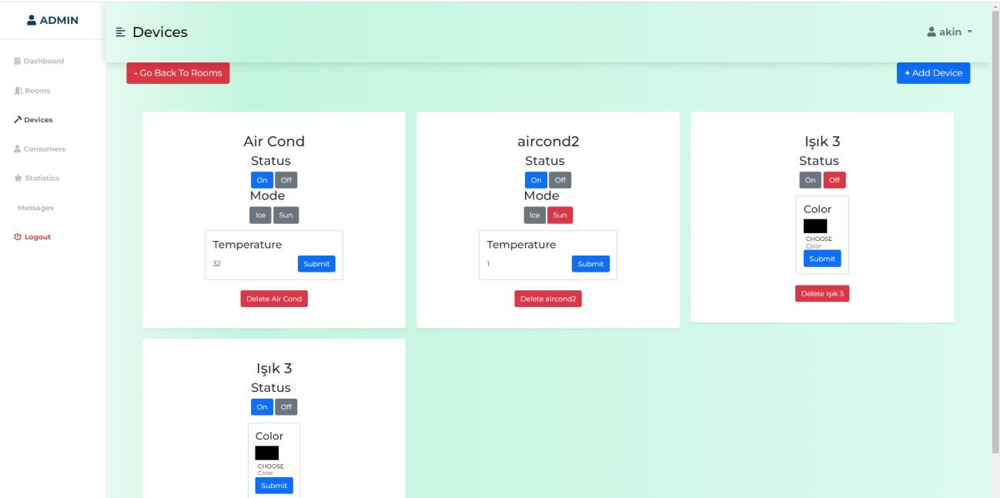 ADMIN
Dashboard
Rooms
Devices
Consumers
Statistics
Messages
Logout
Devices
akin
- Go Back To Rooms
+ Add Device
Air Cond
Status
On Off
Mode
Ice Sun
Temperature
32 Submit
Delete Air Cond
aircond2
Status
On Off
Mode
Ice Sun
Temperature
1 Submit
Delete aircond2
Işık 3
Status
On Off
Color
CHOOSE
Color
Submit
Delete Işık 3
Işık 3
Status
On Off
Color
CHOOSE
Color
Submit